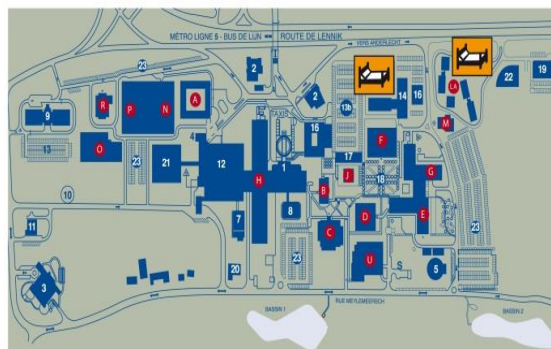 MÉTRO LIGNE 5 - BUS DE LIJN
ROUTE DE LENNIK
VERS ANDERLECHT
23
2
9
R
P
N
A
2
13b
14
16
22
19
LA
M
13
O
23
21
4
12
TAXIS
16
1
17
F
18
J
G
H
B
10
11
7
8
C
D
E
23
23
3
20
U
S
5
BASSIN 1
RUE MEYLEMEERSCH
BASSIN 2